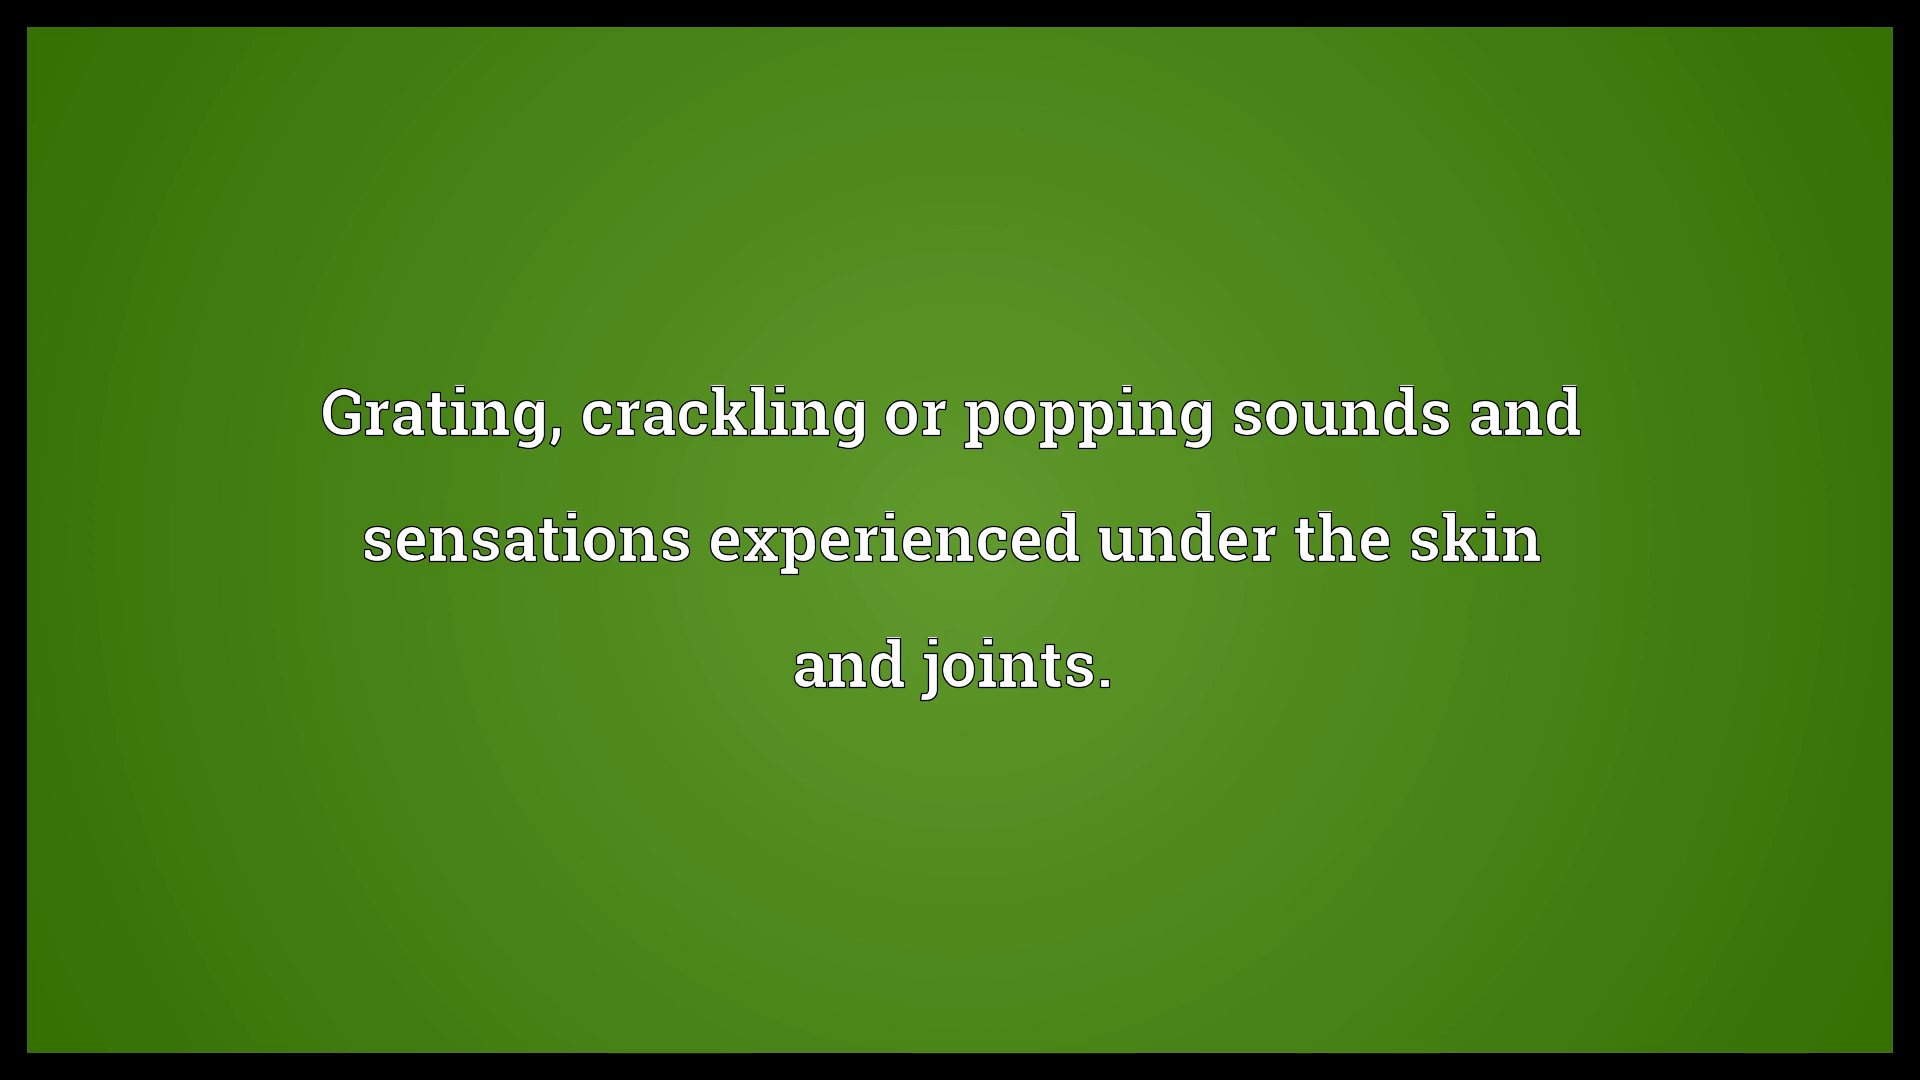 Grating, crackling or popping sounds and
sensations experienced under the skin
and joints.